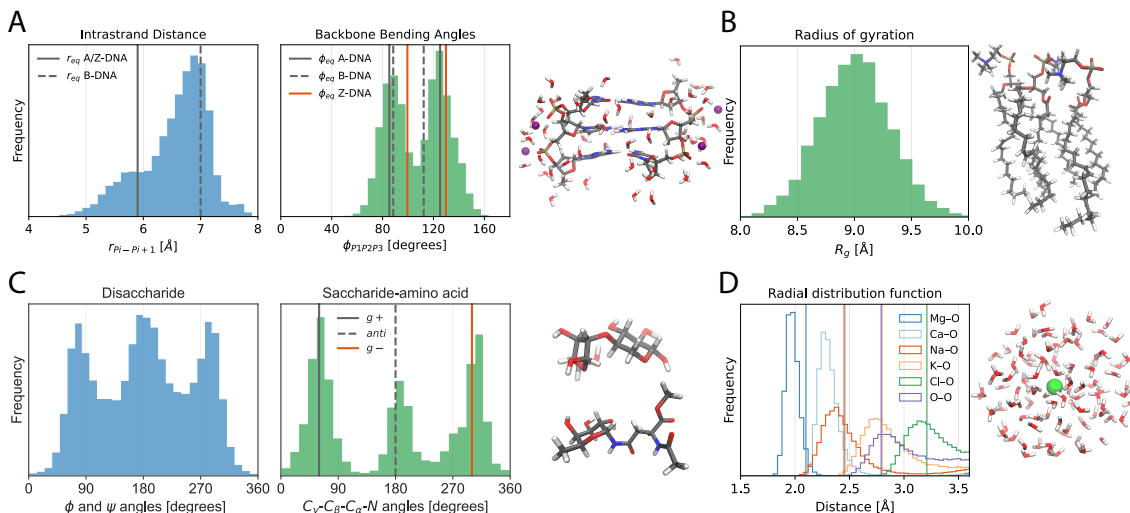 A
Intrastrand Distance
Frequency
r_eq A/Z-DNA
r_eq B-DNA
4 5 6 7 8
r_Pi−Pi+1 [Å]
Backbone Bending Angles
ϕ_eq A-DNA
ϕ_eq B-DNA
ϕ_eq Z-DNA
0 40 80 120 160
ϕ_P1P2P3 [degrees]
B
Radius of gyration
Frequency
8.0 8.5 9.0 9.5 10.0
R_g [Å]
C
Disaccharide
Frequency
0 90 180 270 360
ϕ and ψ angles [degrees]
Saccharide-amino acid
g+
anti
g−
0 90 180 270 360
C_γ-C_β-C_α-N angles [degrees]
D
Radial distribution function
Frequency
Mg–O
Ca–O
Na–O
K–O
Cl–O
O–O
1.5 2.0 2.5 3.0 3.5
Distance [Å]